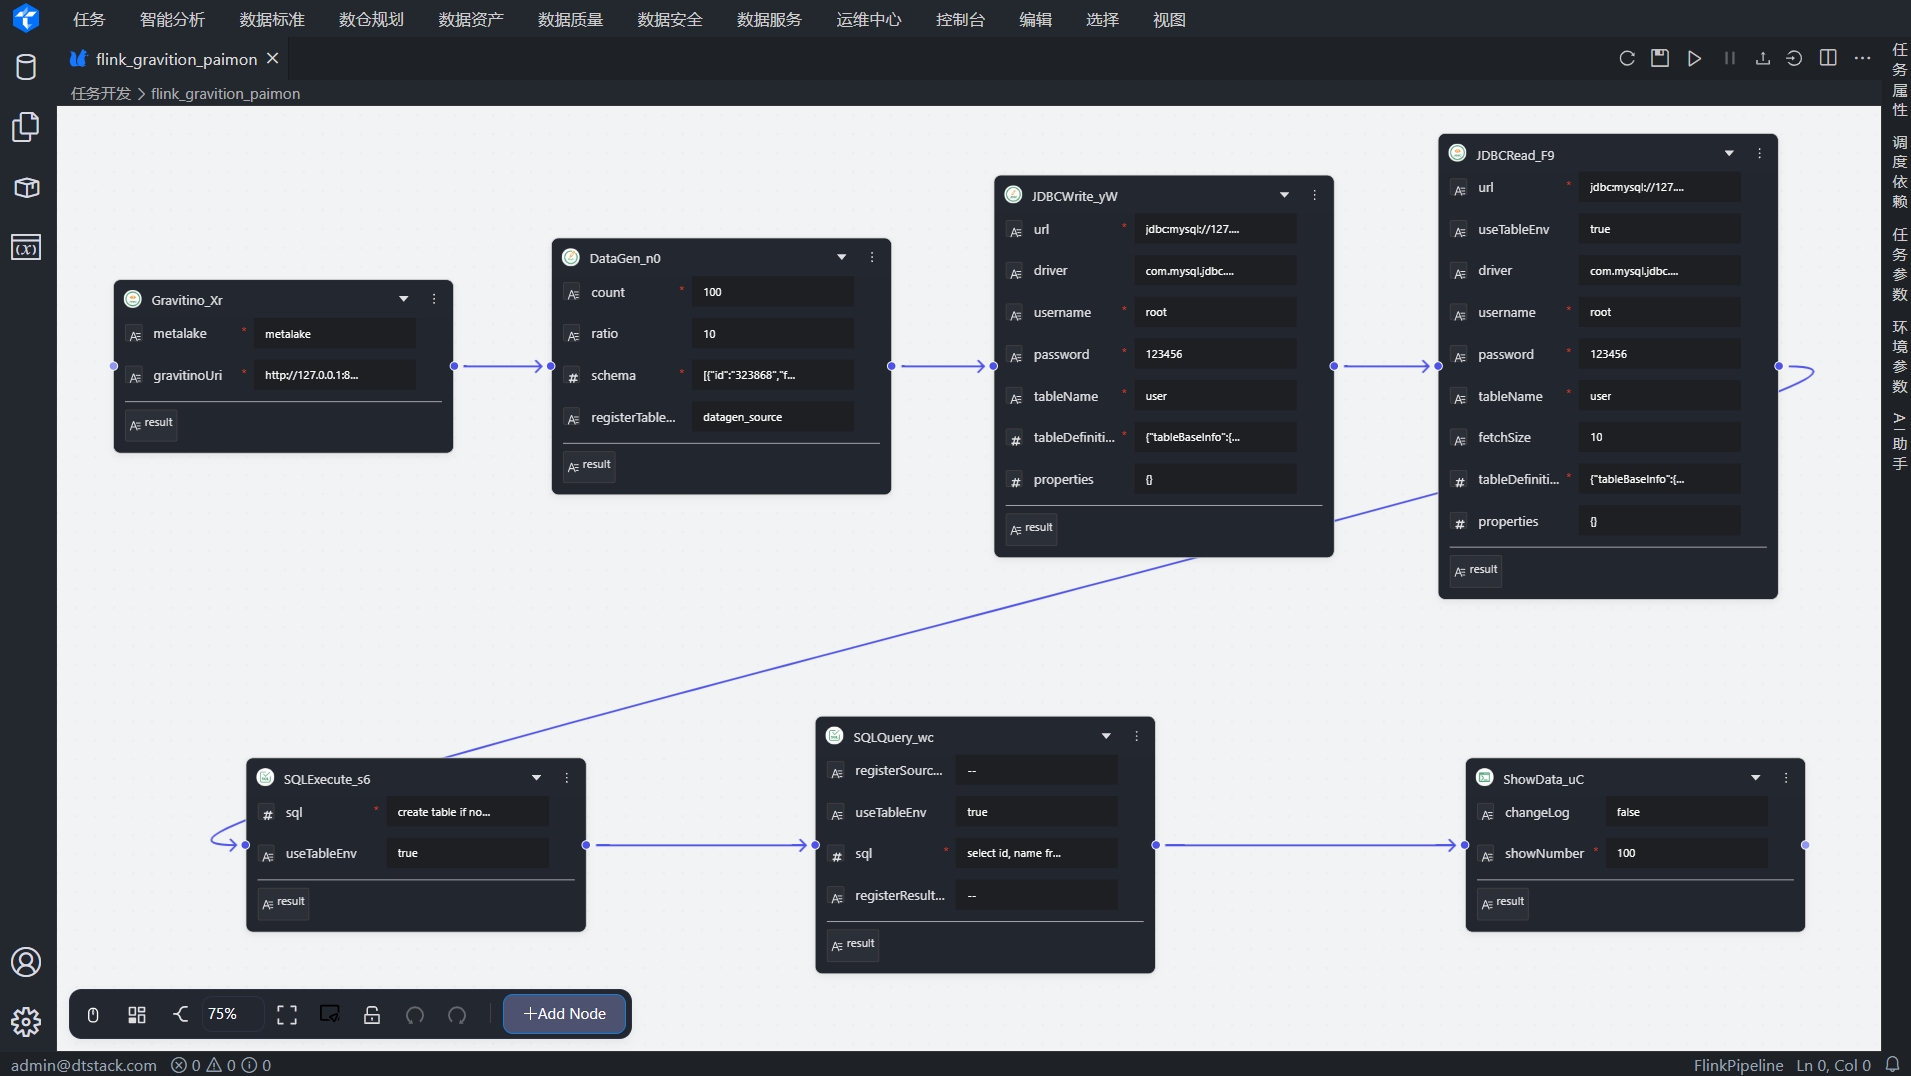 任务 智能分析 数据标准 数仓规划 数据资产 数据质量 数据安全 数据服务 运维中心 控制台 编辑 选择 视图
flink_gravition_paimon
任务开发 > flink_gravition_paimon
Gravitino_Xr
metalake * metalake
gravitinoUri * http://127.0.0.1:8...
result
DataGen_n0
count * 100
ratio 10
schema * [{"id":"323868","f...
registerTable... datagen_source
result
JDBCWrite_yW
url * jdbc:mysql://127....
driver com.mysql.jdbc....
username * root
password * 123456
tableName * user
tableDefiniti... * {"tableBaseInfo":{...
properties {}
result
JDBCRead_F9
url * jdbc:mysql://127....
useTableEnv true
driver com.mysql.jdbc....
username * root
password * 123456
tableName * user
fetchSize 10
tableDefiniti... * {"tableBaseInfo":{...
properties {}
result
SQLExecute_s6
sql * create table if no...
useTableEnv true
result
SQLQuery_wc
registerSourc... --
useTableEnv true
sql * select id, name fr...
registerResult... --
result
ShowData_uC
changeLog false
showNumber * 100
result
任务属性
调度依赖
任务参数
环境参数
AI助手
75%
+Add Node
admin@dtstack.com 0 0 0
FlinkPipeline Ln 0, Col 0